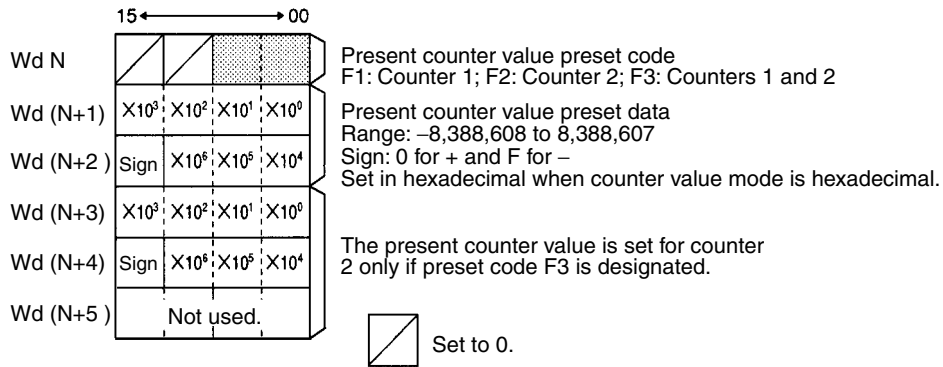 15 ←→ 00
Wd N
Present counter value preset code
F1: Counter 1; F2: Counter 2; F3: Counters 1 and 2
Wd (N+1) X10³ X10² X10¹ X10⁰
Present counter value preset data
Range: –8,388,608 to 8,388,607
Wd (N+2 ) Sign X10⁶ X10⁵ X10⁴
Sign: 0 for + and F for –
Set in hexadecimal when counter value mode is hexadecimal.
Wd (N+3) X10³ X10² X10¹ X10⁰
Wd (N+4) Sign X10⁶ X10⁵ X10⁴
The present counter value is set for counter
2 only if preset code F3 is designated.
Wd (N+5 ) Not used.
Set to 0.